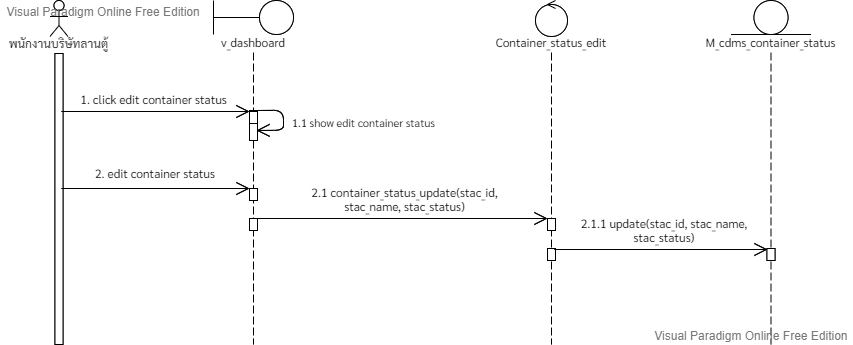 Visual Paradigm Online Free Edition
พนักงานบริษัทลานตู้
v_dashboard
Container_status_edit
M_cdms_container_status
1. click edit container status
1.1 show edit container status
2. edit container status
2.1 container_status_update(stac_id,
stac_name, stac_status)
2.1.1 update(stac_id, stac_name,
stac_status)
Visual Paradigm Online Free Edition